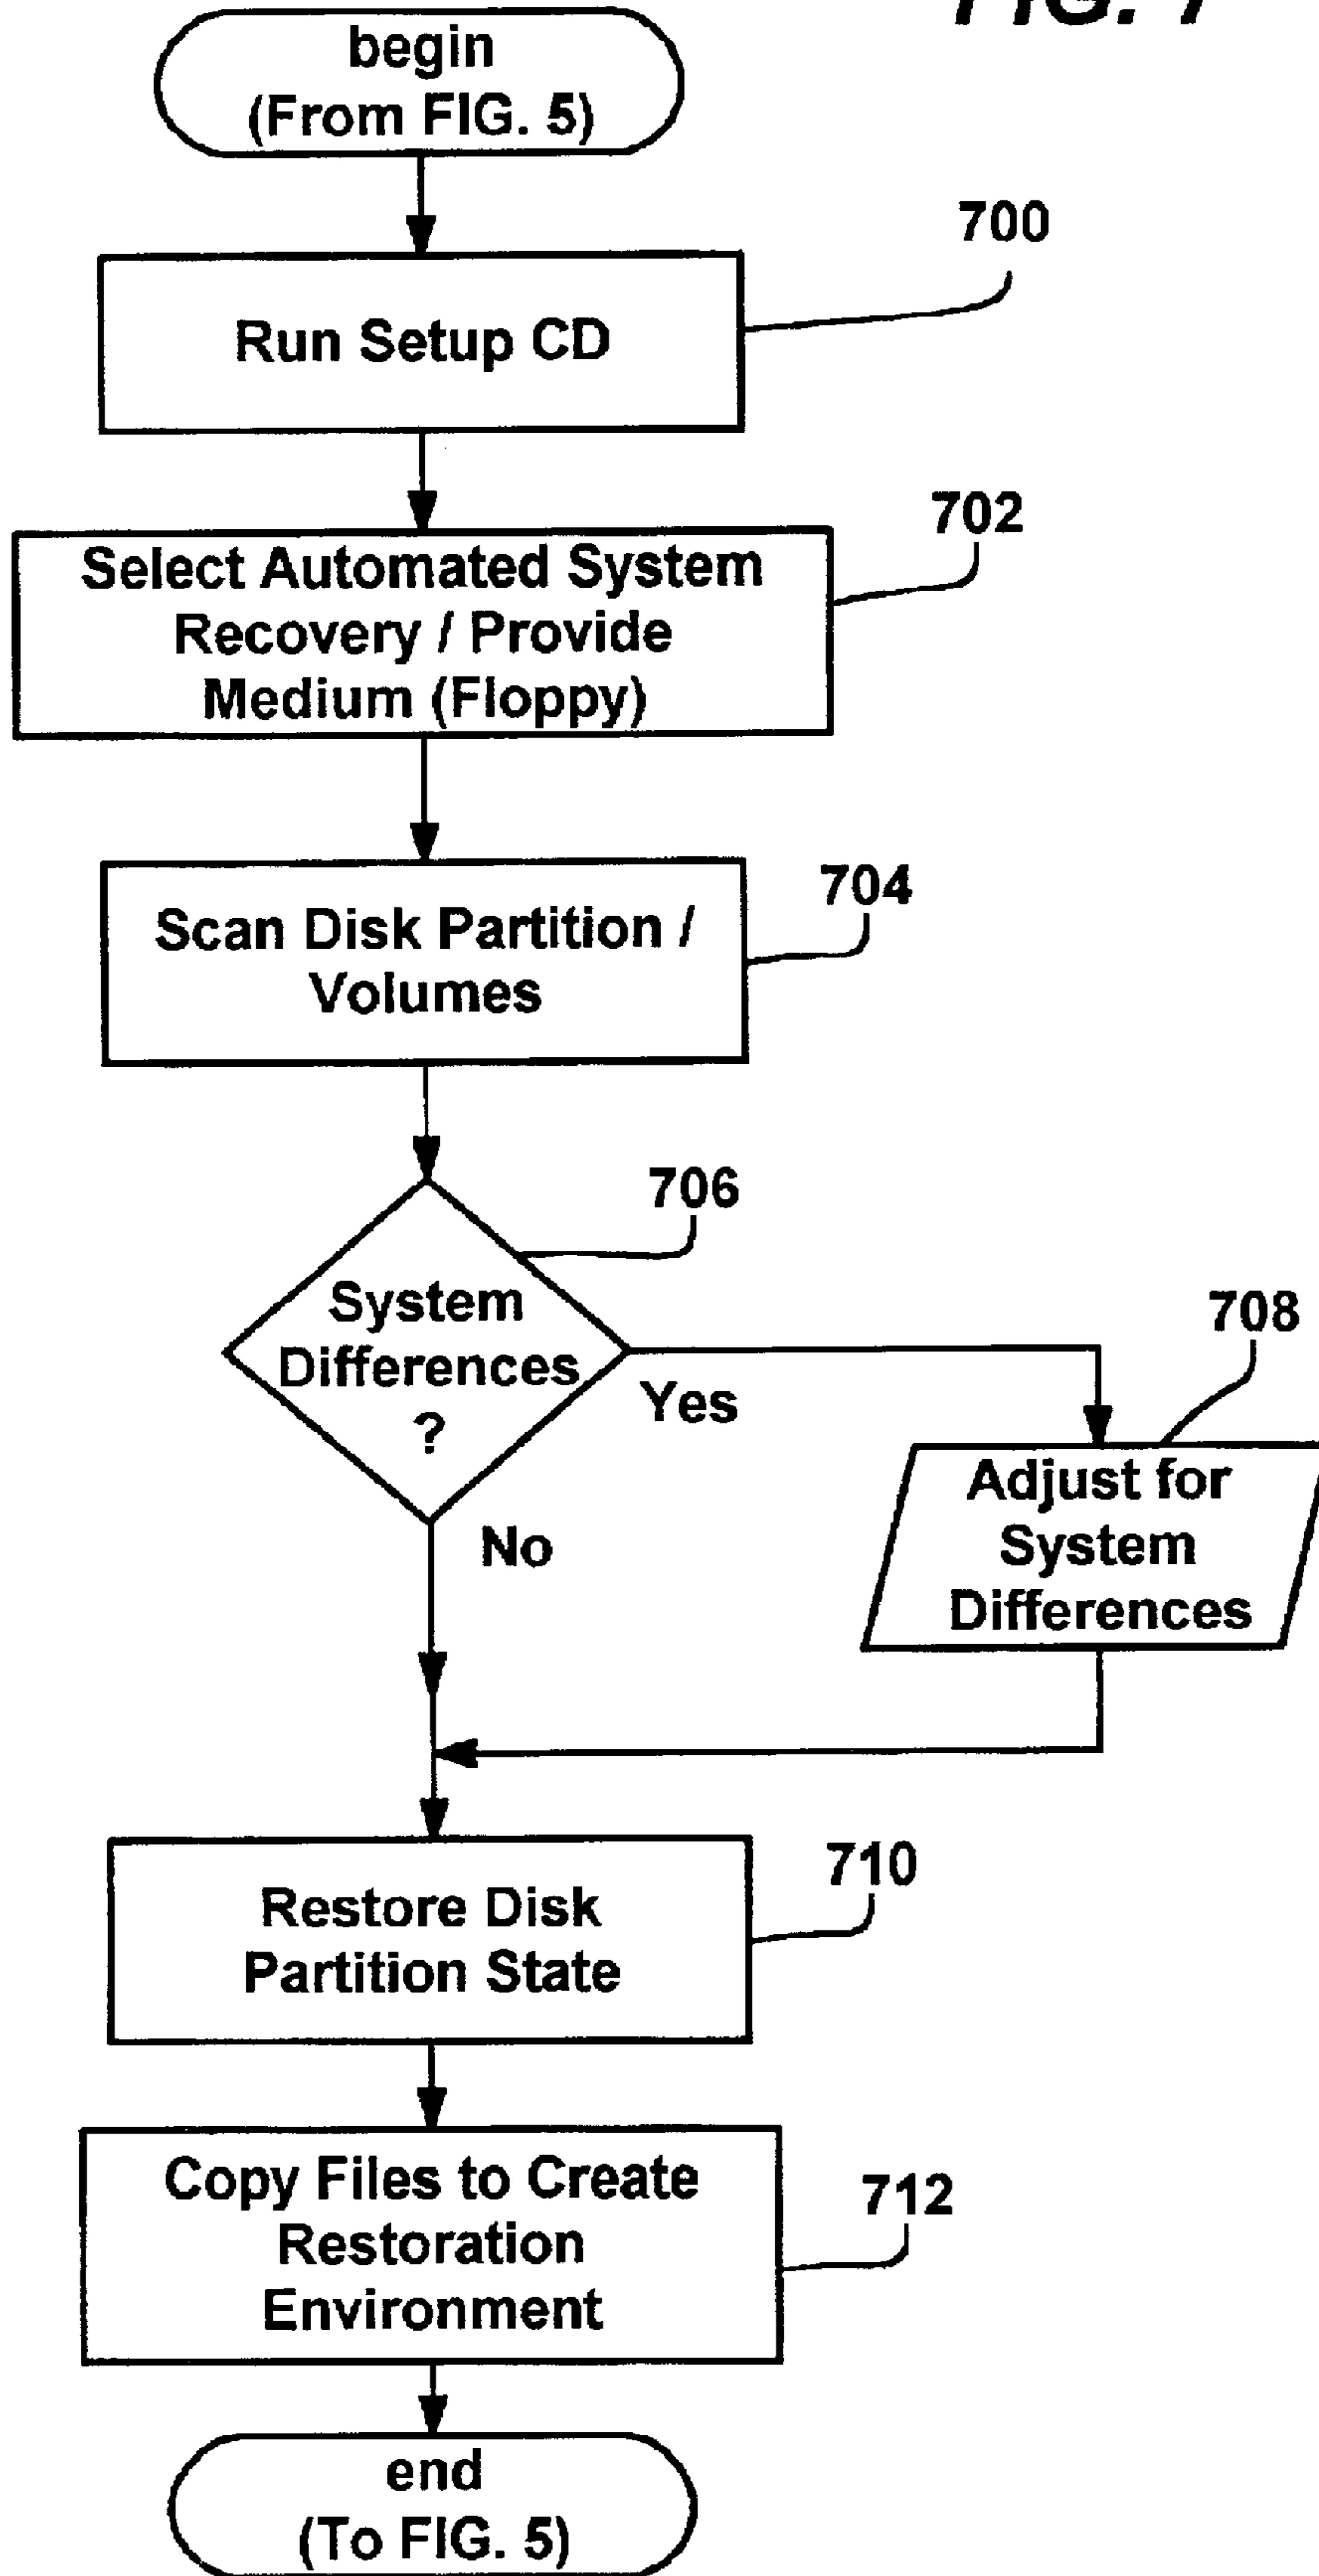 FIG. 7
begin
(From FIG. 5)
700
Run Setup CD
702
Select Automated System
Recovery / Provide
Medium (Floppy)
704
Scan Disk Partition /
Volumes
706
System
Differences
?
Yes
No
708
Adjust for
System
Differences
710
Restore Disk
Partition State
712
Copy Files to Create
Restoration
Environment
end
(To FIG. 5)